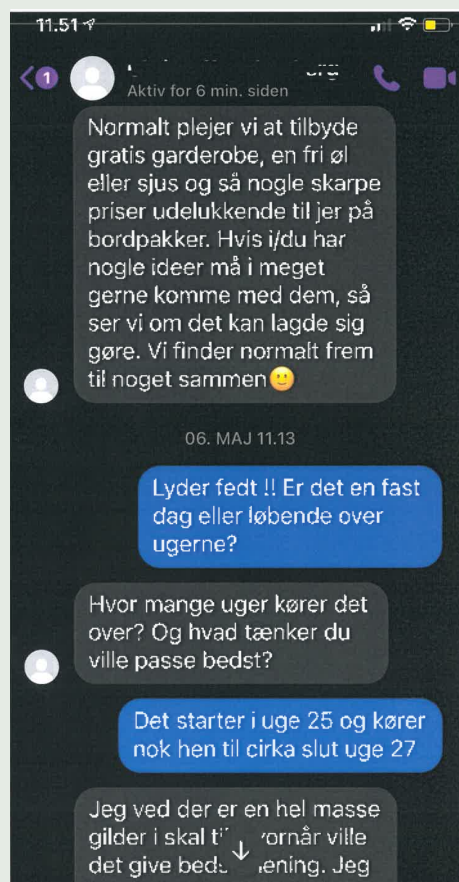 11.51
1
Aktiv for 6 min. siden
Normalt plejer vi at tilbyde
gratis garderobe, en fri øl
eller sjus og så nogle skarpe
priser udelukkende til jer på
bordpakker. Hvis i/du har
nogle ideer må i meget
gerne komme med dem, så
ser vi om det kan lagde sig
gøre. Vi finder normalt frem
til noget sammen🙂
06. MAJ 11.13
Lyder fedt !! Er det en fast
dag eller løbende over
ugerne?
Hvor mange uger kører det
over? Og hvad tænker du
ville passe bedst?
Det starter i uge 25 og kører
nok hen til cirka slut uge 27
Jeg ved der er en hel masse
gilder i skal ville
det give Jeg